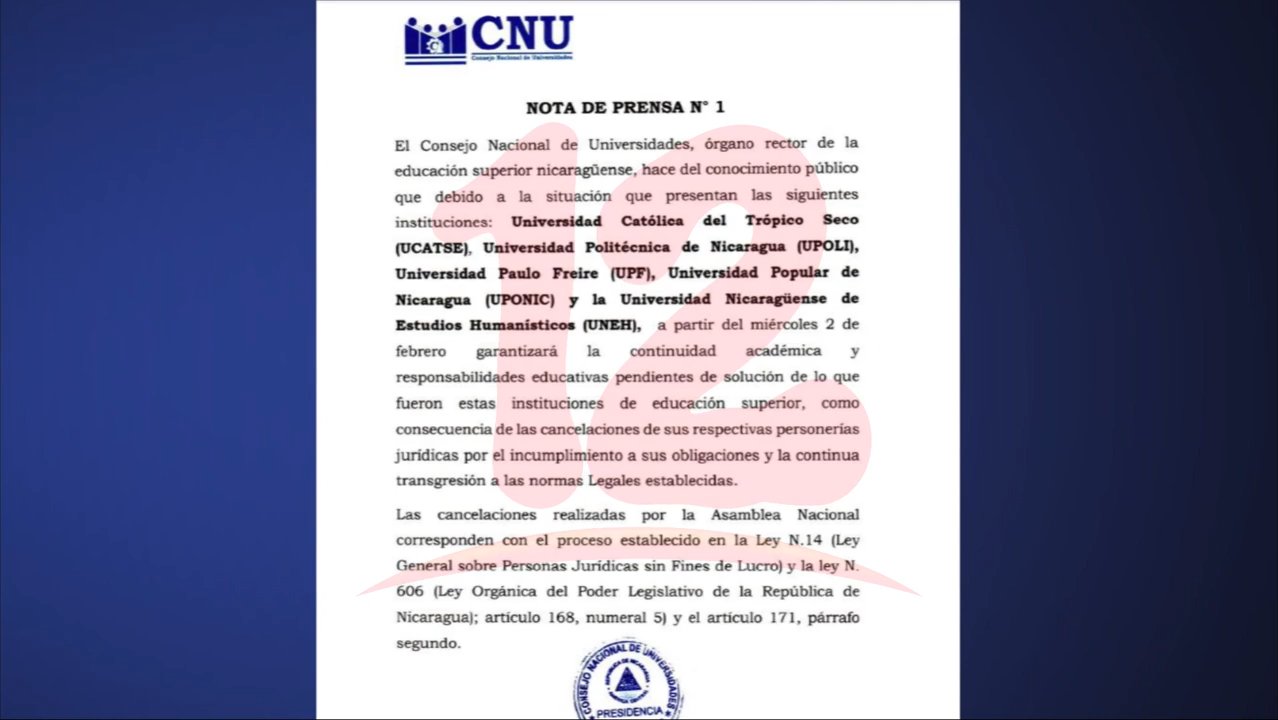 CNU
Consejo Nacional de Universidades
NOTA DE PRENSA N° 1
El Consejo Nacional de Universidades, órgano rector de la
educación superior nicaragüense, hace del conocimiento público
que debido a la situación que presentan las siguientes
instituciones: Universidad Católica del Trópico Seco
(UCATSE), Universidad Politécnica de Nicaragua (UPOLI),
Universidad Paulo Freire (UPF), Universidad Popular de
Nicaragua (UPONIC) y la Universidad Nicaragüense de
Estudios Humanísticos (UNEH), a partir del miércoles 2 de
febrero garantizará la continuidad académica y
responsabilidades educativas pendientes de solución de lo que
fueron estas instituciones de educación superior, como
consecuencia de las cancelaciones de sus respectivas personerías
jurídicas por el incumplimiento a sus obligaciones y la continua
transgresión a las normas Legales establecidas.
Las cancelaciones realizadas por la Asamblea Nacional
corresponden con el proceso establecido en la Ley N.14 (Ley
General sobre Personas Jurídicas sin Fines de Lucro) y la ley N.
606 (Ley Orgánica del Poder Legislativo de la República de
Nicaragua); artículo 168, numeral 5) y el artículo 171, párrafo
segundo.
12
CONSEJO NACIONAL DE UNIVERSIDADES
REPUBLICA DE NICARAGUA
PRESIDENCIA